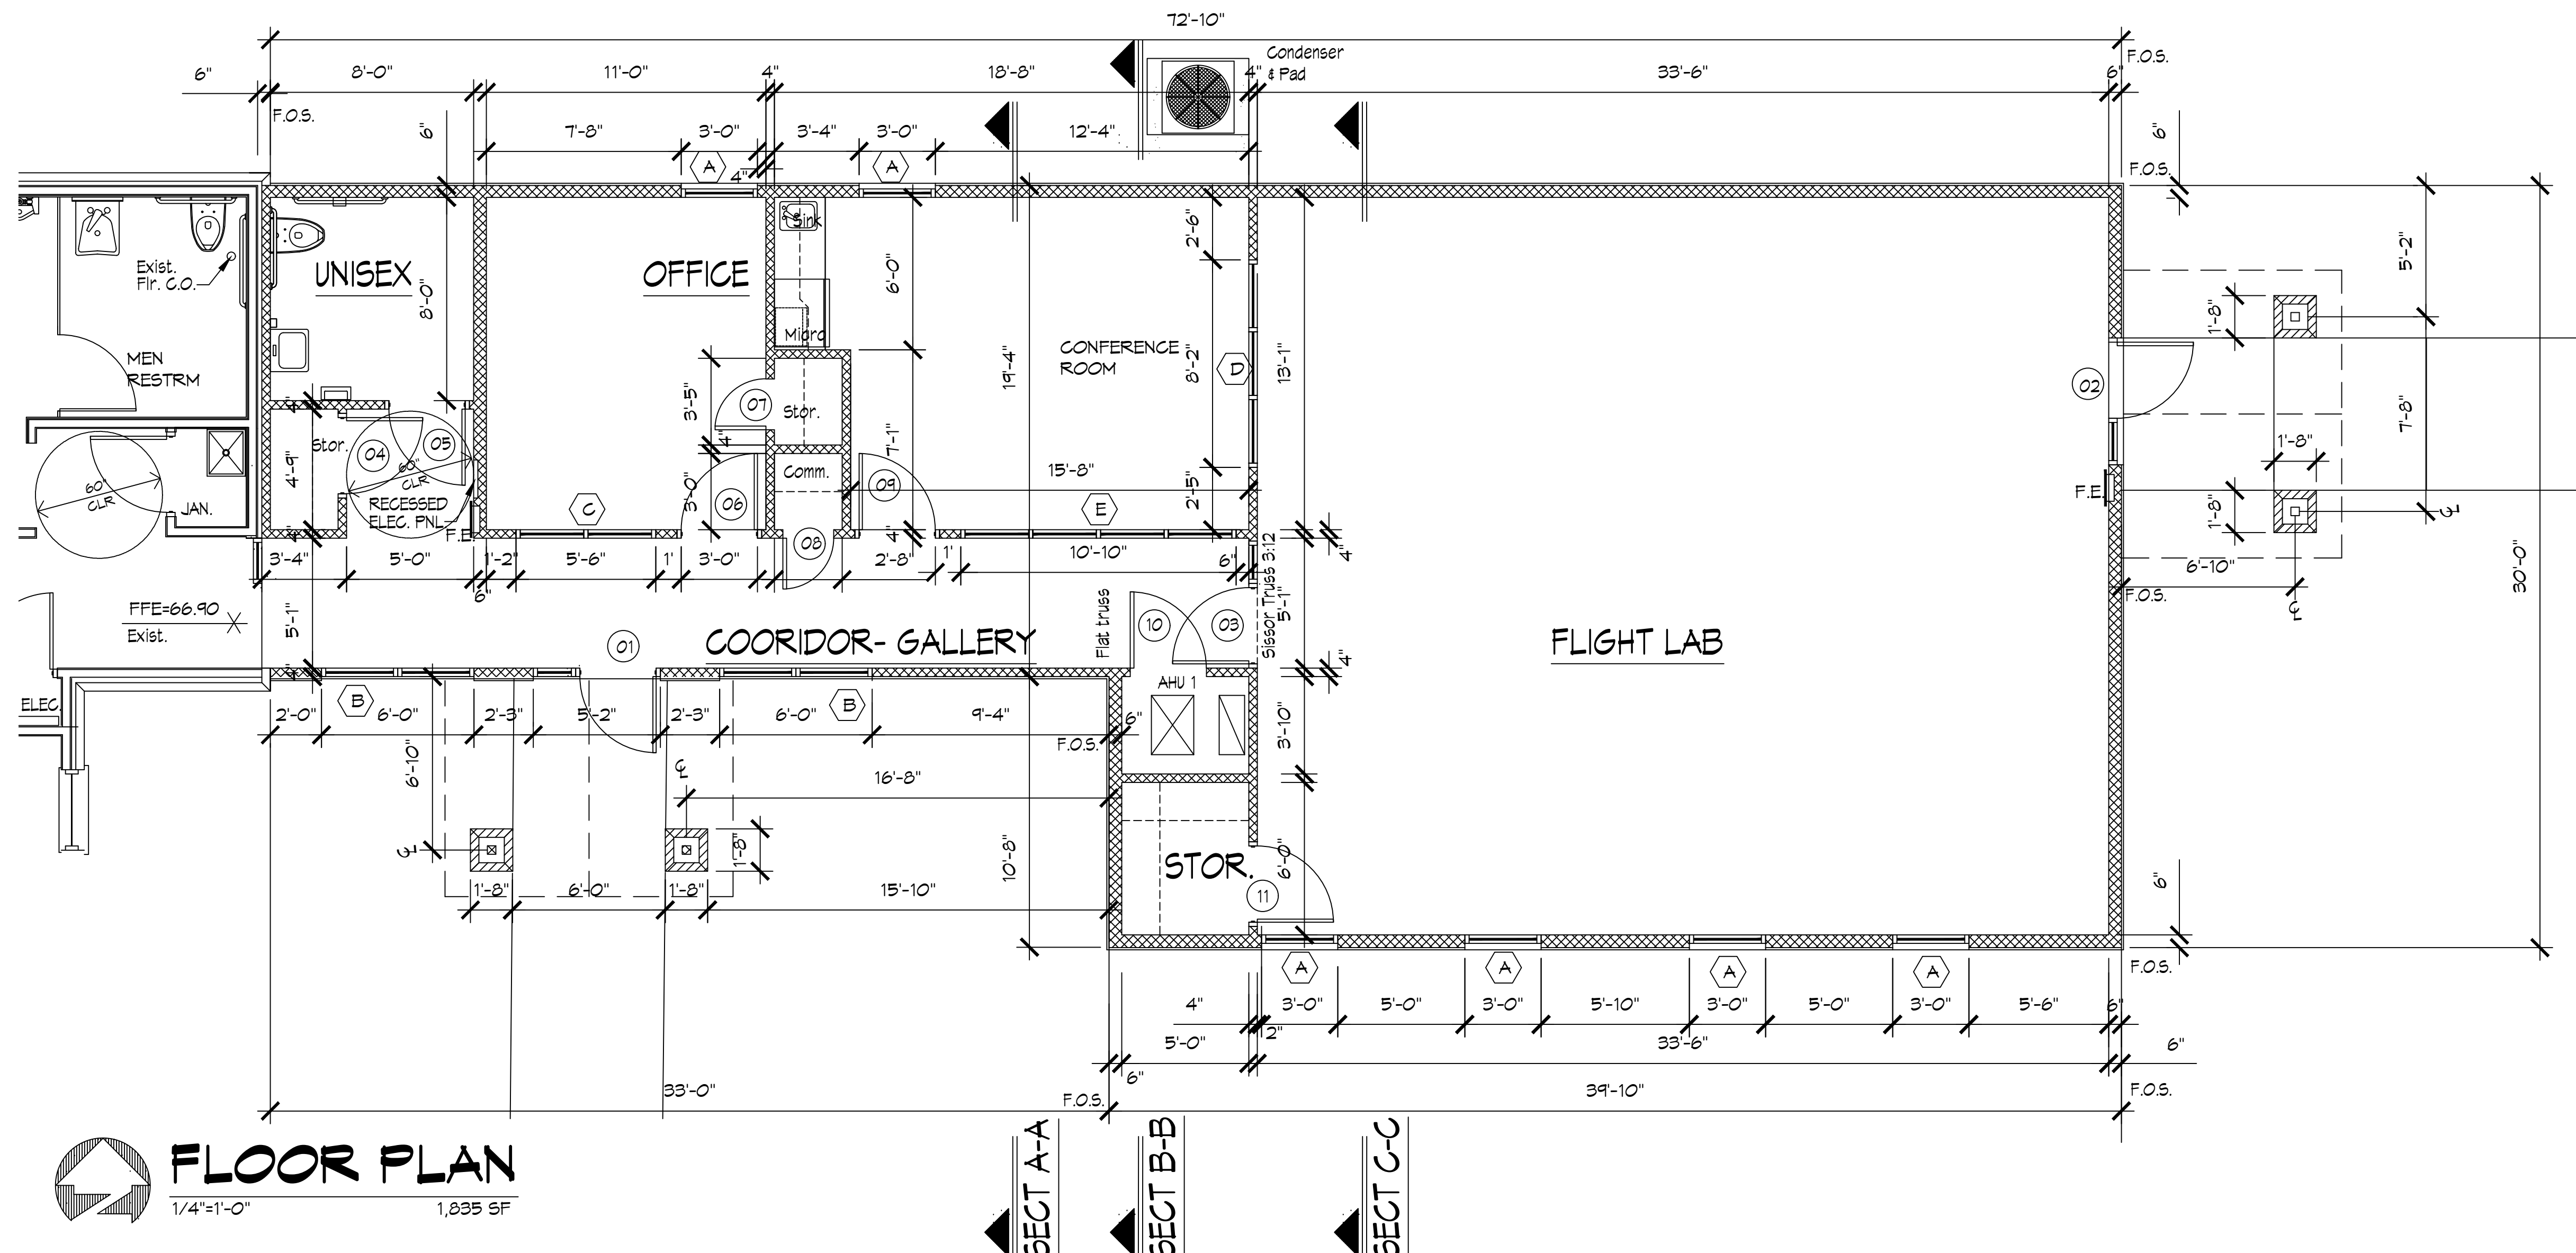 72'-10"
Condenser
& Pad
F.O.S.
6"
8'-0"
11'-0"
4"
18'-8"
4"
33'-6"
6"
F.O.S.
6"
7'-8"
3'-0"
3'-4"
3'-0"
12'-4"
6"
A
4"
A
F.O.S.
Sink
2'-6"
5'-2"
Exist.
Flr. C.O.
UNISEX
OFFICE
8'-0"
6'-0"
1'-8"
Micro
MEN
RESTRM
CONFERENCE
ROOM
19'-4"
8'-2"
D
13'-1"
02
4"
3'-5"
07
Stor.
7'-8"
Stor.
04
05
4"
7'-1"
1'-8"
4'-9"
60"
CLR
Comm.
15'-8"
60"
CLR
JAN.
RECESSED
ELEC. PNL
3'-0"
06
09
2'-5"
F.E.
C
E
1'-8"
℄
4"
F.E.
08
4"
3'-4"
5'-0"
1'-2"
5'-6"
1'
3'-0"
2'-8"
1'
10'-10"
6"
4"
6'-10"
30'-0"
6"
F.O.S.
℄
FFE=66.90
Exist.
5'-1"
01
COORIDOR- GALLERY
Flat truss
10
03
Sissor Truss 3:12
5'-1"
FLIGHT LAB
4"
4"
AHU 1
ELEC.
B
B
2'-0"
6'-0"
2'-3"
5'-2"
2'-3"
6'-0"
9'-4"
6"
F.O.S.
3'-10"
6'-10"
℄
16'-8"
℄
1'-8"
10'-8"
STOR.
6'-0"
11
1'-8"
6'-0"
1'-8"
15'-10"
6"
A
A
A
A
F.O.S.
4"
3'-0"
5'-0"
3'-0"
5'-10"
3'-0"
5'-0"
3'-0"
5'-6"
6"
2"
5'-0"
33'-6"
6"
6"
33'-0"
F.O.S.
39'-10"
F.O.S.
FLOOR PLAN
1/4"=1'-0"
1,835 SF
SECT A-A
SECT B-B
SECT C-C